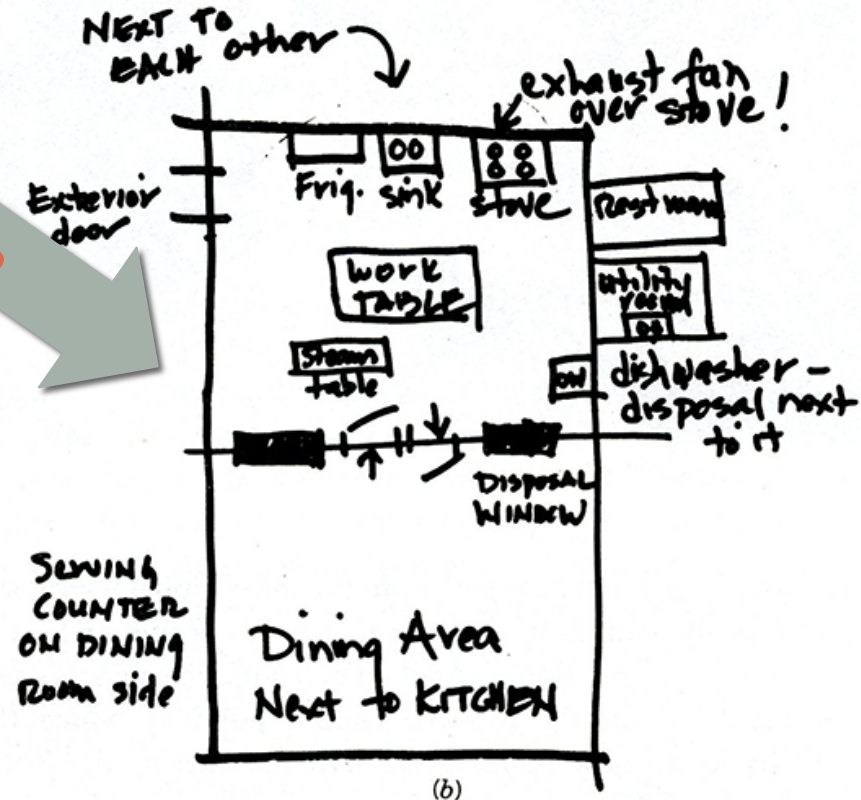 NEXT TO
EACH other
exhaust fan
over stove!
Frig.
sink
stove
Exterior
door
Restroom
WORK
TABLE
utility
room
Steam
table
DW
dishwasher -
disposal next
to it
DISPOSAL
WINDOW
SERVING
COUNTER
ON DINING
Room side
Dining Area
Next to KITCHEN
(b)